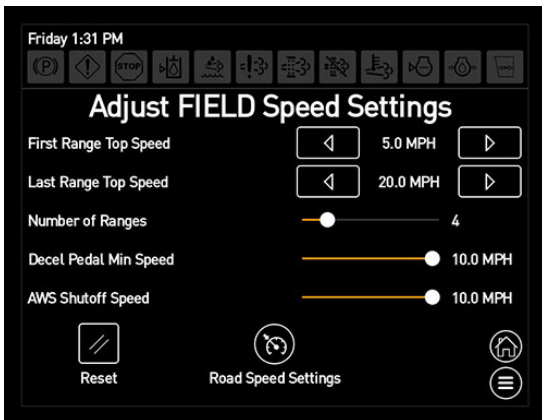 Friday 1:31 PM
(P) STOP
Adjust FIELD Speed Settings
First Range Top Speed 5.0 MPH
Last Range Top Speed 20.0 MPH
Number of Ranges 4
Decel Pedal Min Speed 10.0 MPH
AWS Shutoff Speed 10.0 MPH
Reset Road Speed Settings